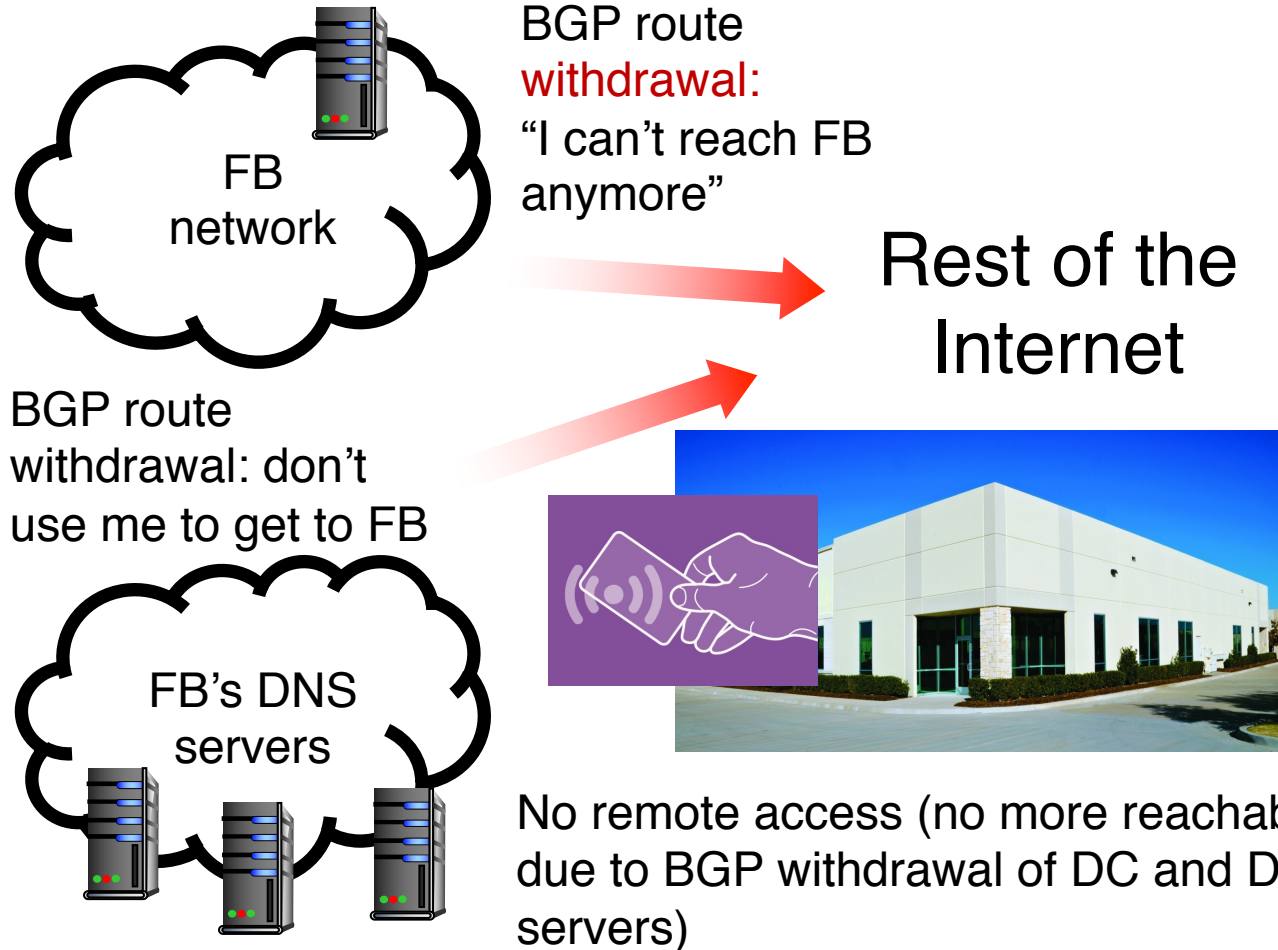 BGP route
withdrawal:
“I can’t reach FB
anymore”
FB
network
Rest of the
Internet
BGP route
withdrawal: don’t
use me to get to FB
FB’s DNS
servers
No remote access (no more reachab
due to BGP withdrawal of DC and D
servers)